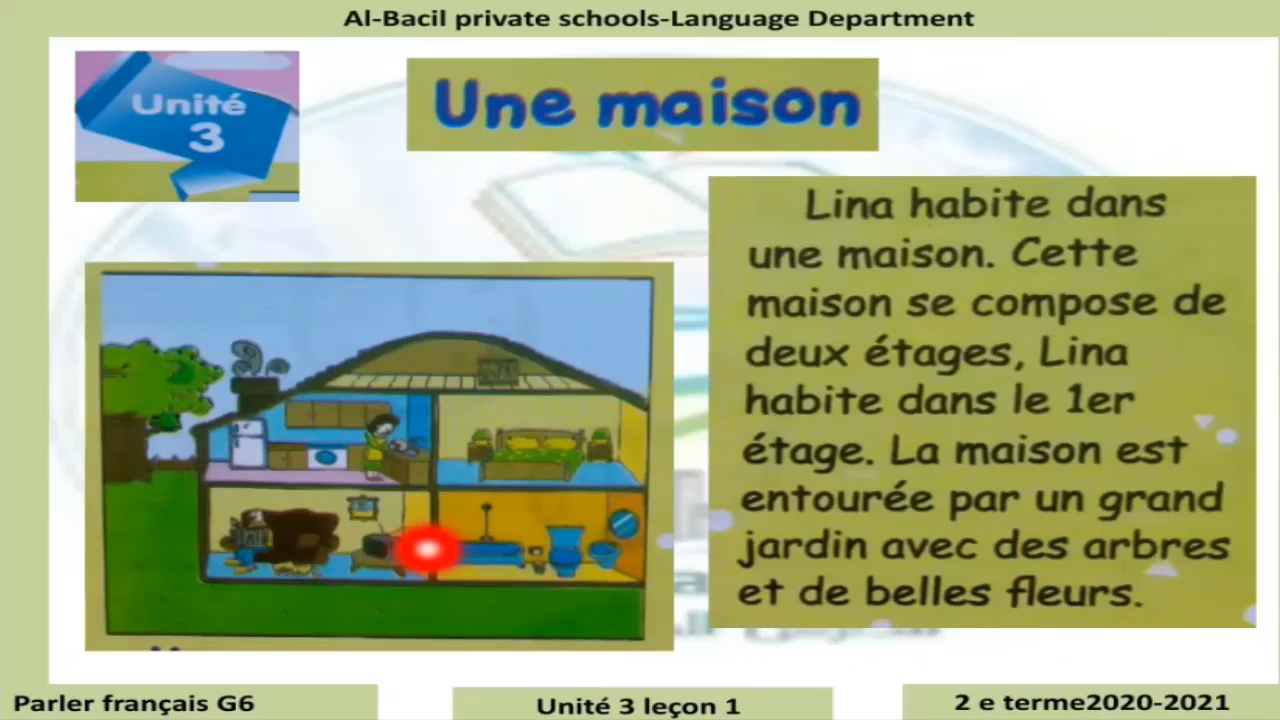 Al-Bacil private schools-Language Department
Unité
3
Une maison
Lina habite dans
une maison. Cette
maison se compose de
deux étages, Lina
habite dans le 1er
étage. La maison est
entourée par un grand
jardin avec des arbres
et de belles fleurs.
Parler français G6
Unité 3 leçon 1
2 e terme2020-2021